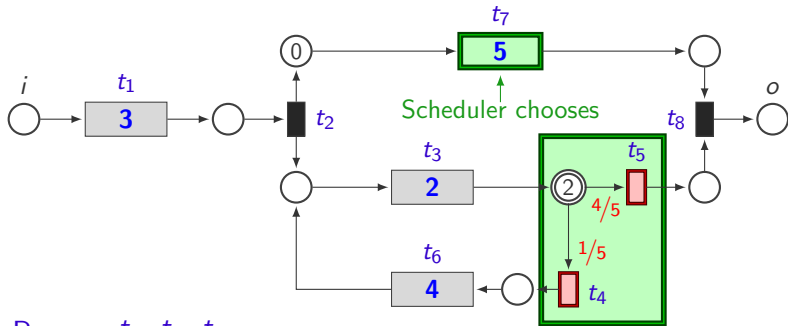 t₇
0
5
i
t₁
o
3
t₂
Scheduler chooses
t₈
t₃
t₅
2
2
4/5
t₆
1/5
4
t₄